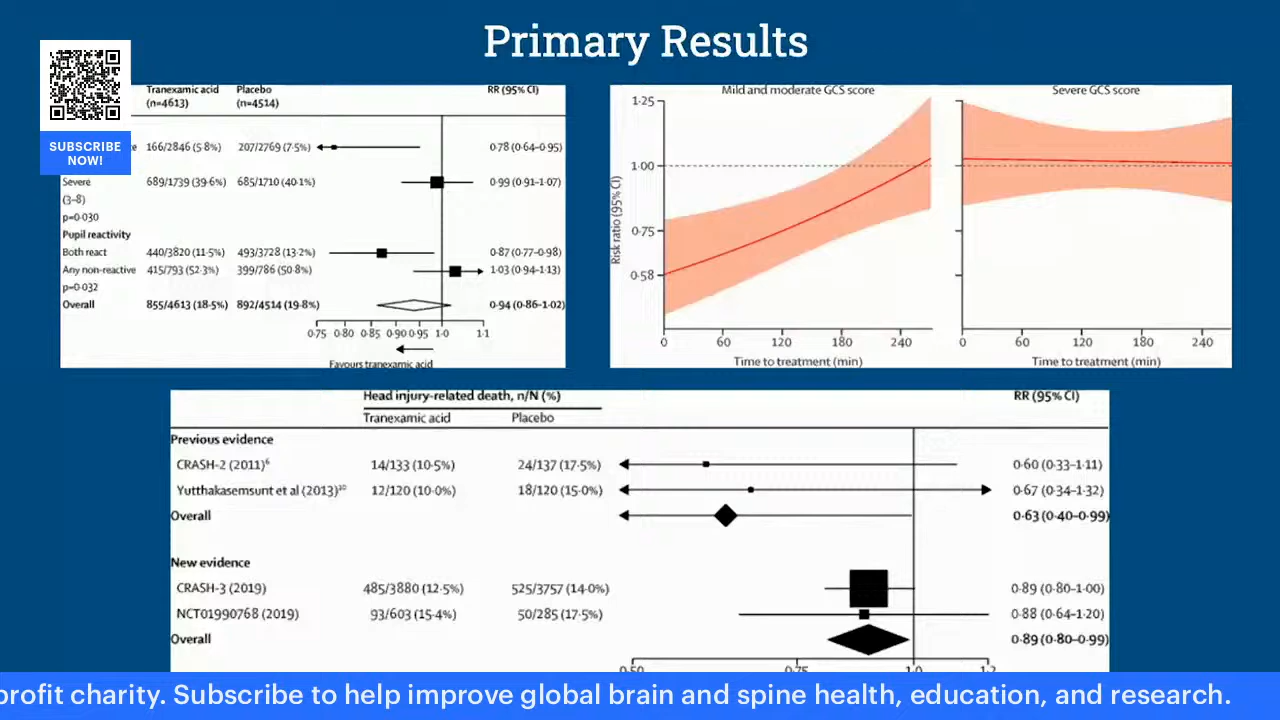 Primary Results
SUBSCRIBE
NOW!
Tranexamic acid
(n=4613)
Placebo
(n=4514)
RR (95% CI)
166/2846 (5·8%) 207/2769 (7·5%) 0·78 (0·64–0·95)
Severe 689/1739 (39·6%) 685/1710 (40·1%) 0·99 (0·91–1·07)
(3–8)
p=0·030
Pupil reactivity
Both react 440/3820 (11·5%) 493/3728 (13·2%) 0·87 (0·77–0·98)
Any non-reactive 415/793 (52·3%) 399/786 (50·8%) 1·03 (0·94–1·13)
p=0·032
Overall 855/4613 (18·5%) 892/4514 (19·8%) 0·94 (0·86–1·02)
0·75 0·80 0·85 0·90 0·95 1·0 1·1
Favours tranexamic acid
Mild and moderate GCS score
Risk ratio (95% CI)
1·25
1·00
0·75
0·58
0 60 120 180 240
Time to treatment (min)
Severe GCS score
0 60 120 180 240
Time to treatment (min)
Head injury-related death, n/N (%) RR (95% CI)
Tranexamic acid Placebo
Previous evidence
CRASH-2 (2011)⁶ 14/133 (10·5%) 24/137 (17·5%) 0·60 (0·33–1·11)
Yutthakasemsunt et al (2013)¹⁰ 12/120 (10·0%) 18/120 (15·0%) 0·67 (0·34–1·32)
Overall 0·63 (0·40–0·99)
New evidence
CRASH-3 (2019) 485/3880 (12·5%) 525/3757 (14·0%) 0·89 (0·80–1·00)
NCT01990768 (2019) 93/603 (15·4%) 50/285 (17·5%) 0·88 (0·64–1·20)
Overall 0·89 (0·80–0·99)
0·50 0·75 1·0 1·2
profit charity. Subscribe to help improve global brain and spine health, education, and research.